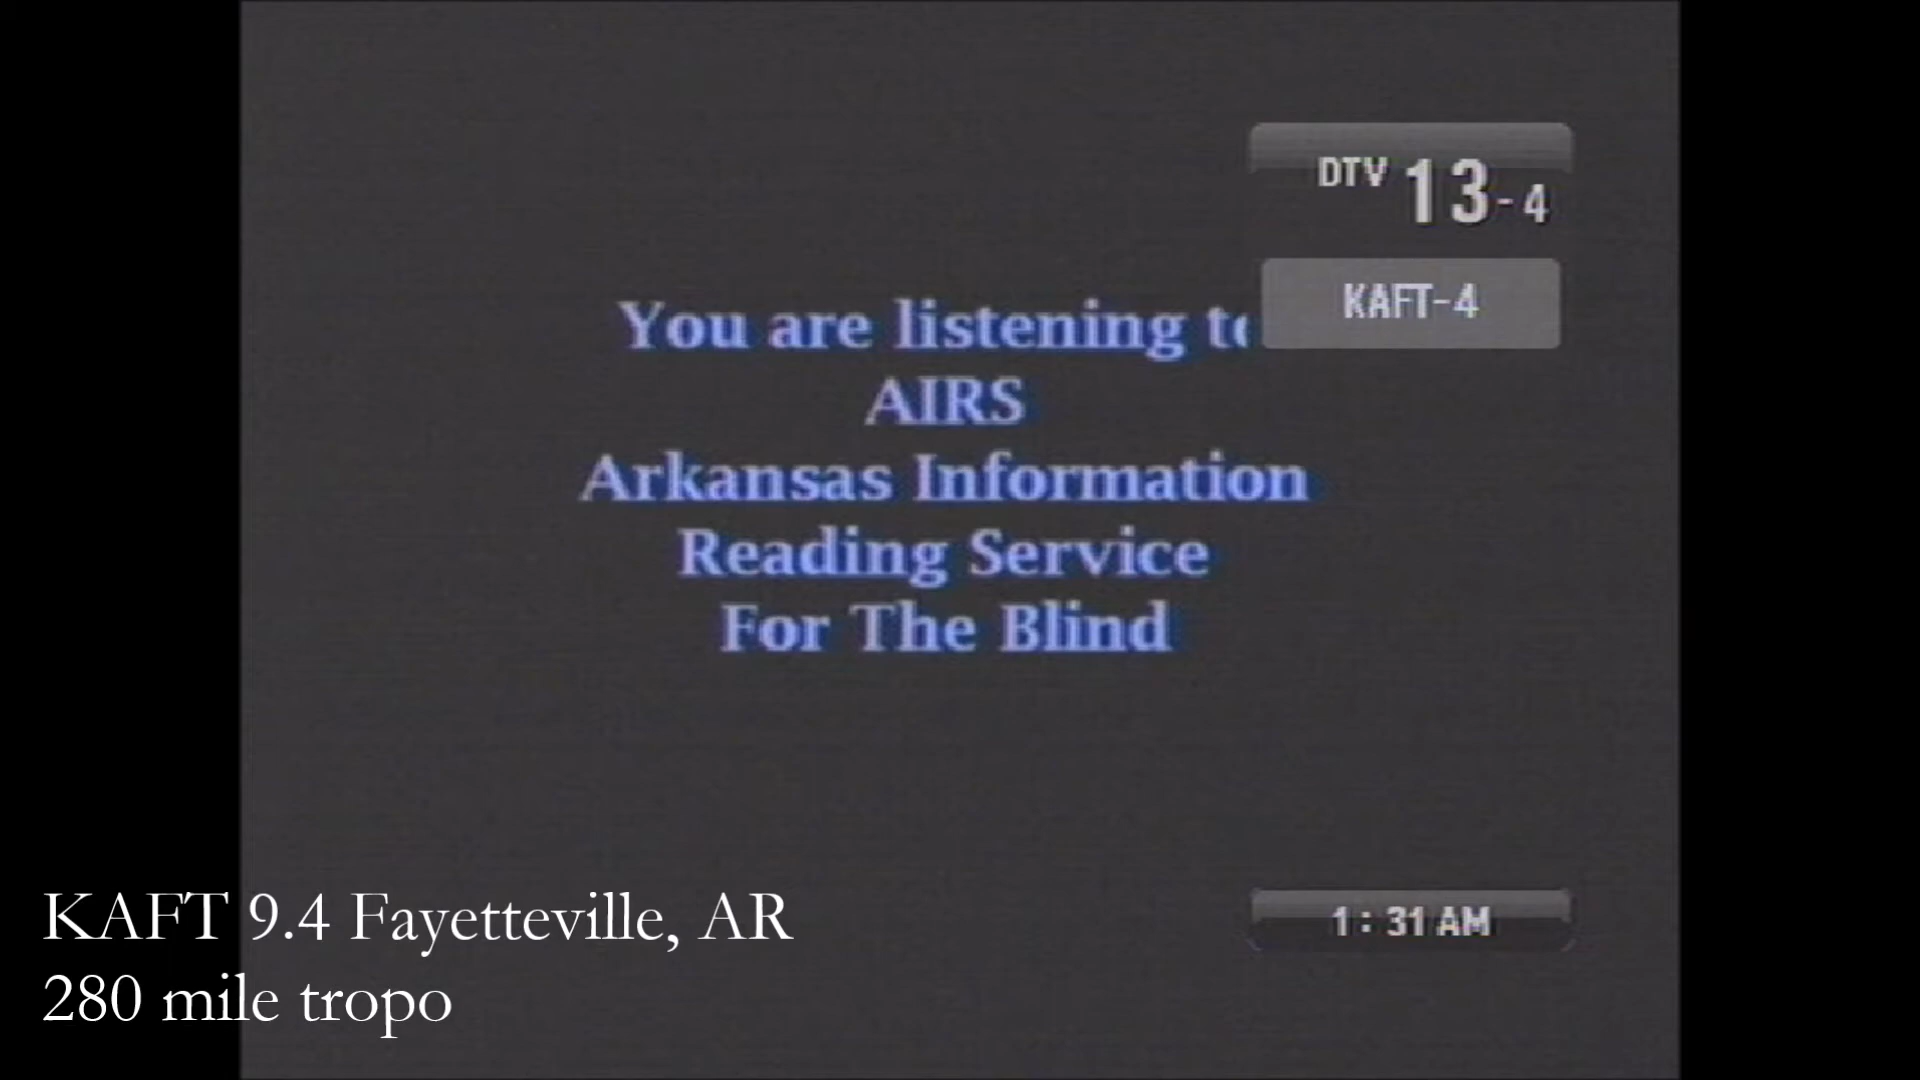 DTV 13-4
KAFT-4
You are listening to
AIRS
Arkansas Information
Reading Service
For The Blind
KAFT 9.4 Fayetteville, AR
280 mile tropo
1:31 AM